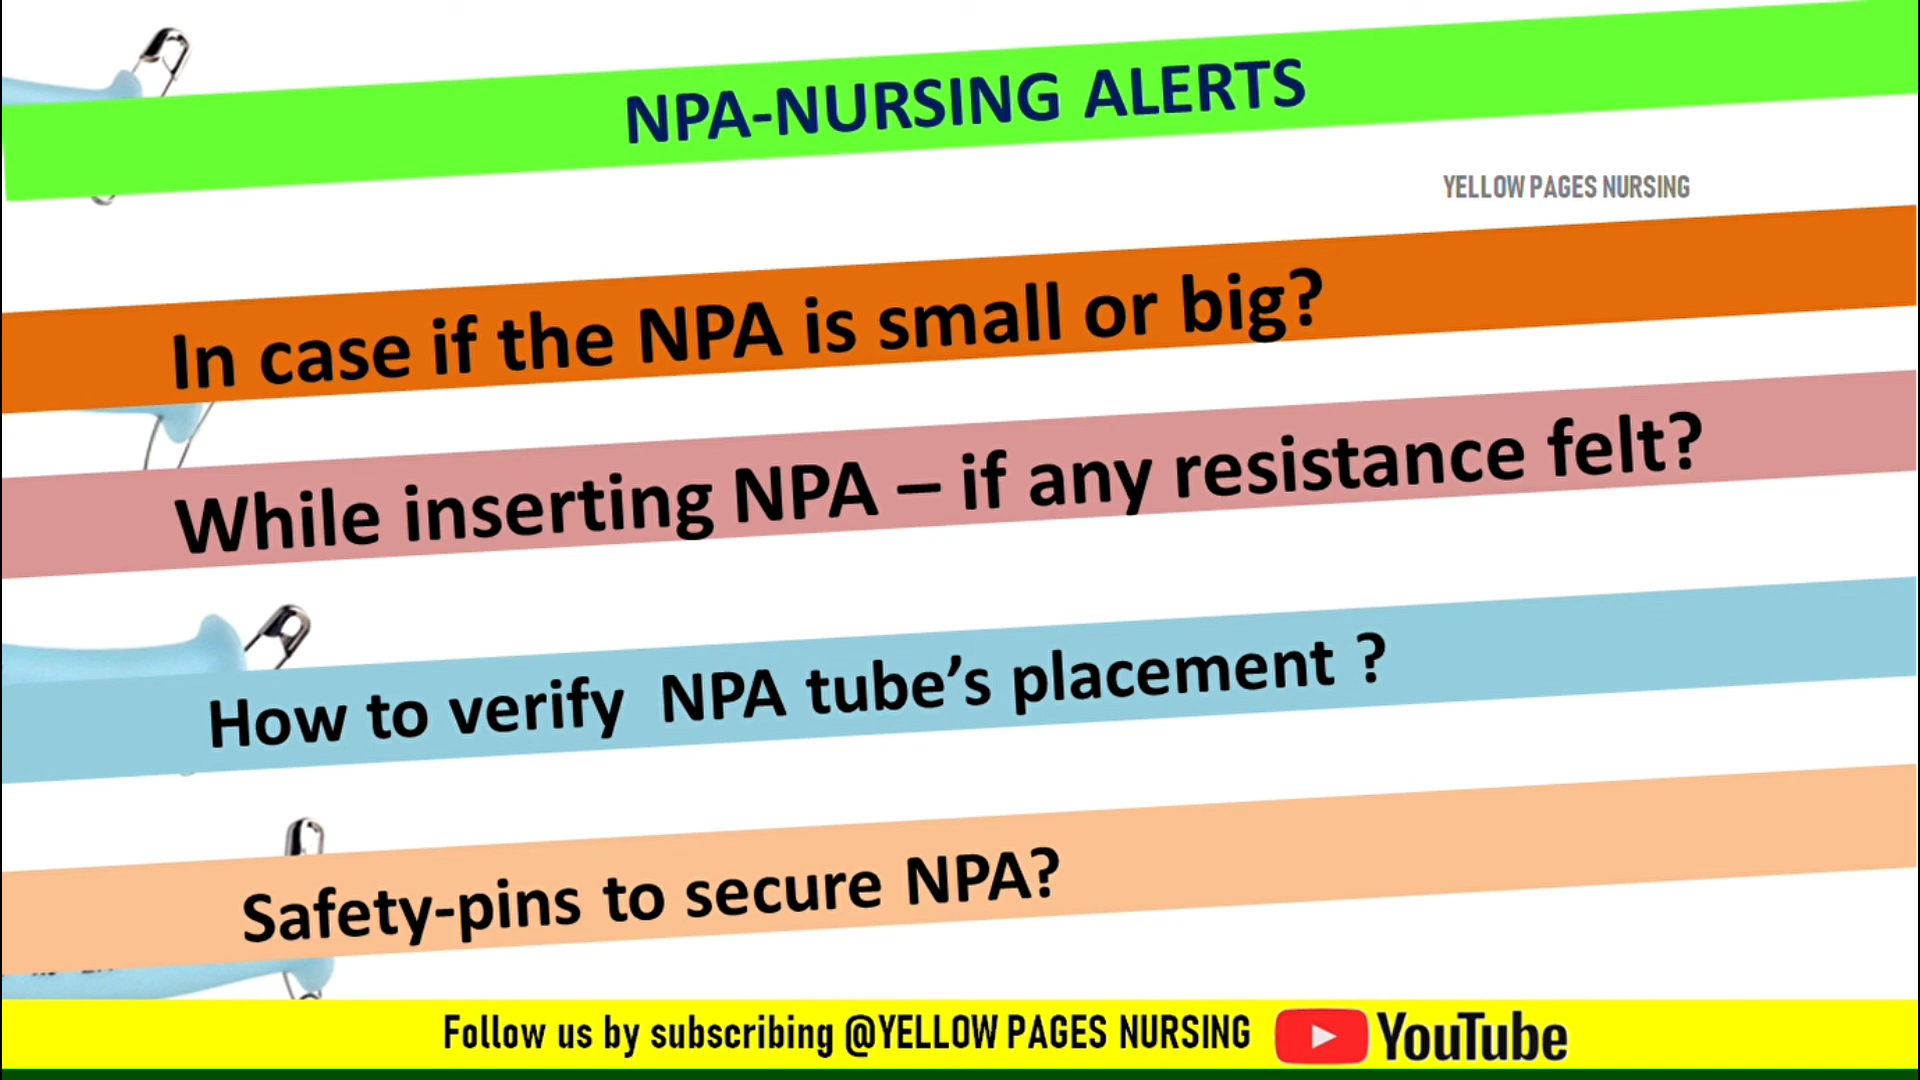 NPA-NURSING ALERTS
YELLOW PAGES NURSING
In case if the NPA is small or big?
While inserting NPA – if any resistance felt?
How to verify NPA tube’s placement ?
Safety-pins to secure NPA?
Follow us by subscribing @YELLOW PAGES NURSING YouTube